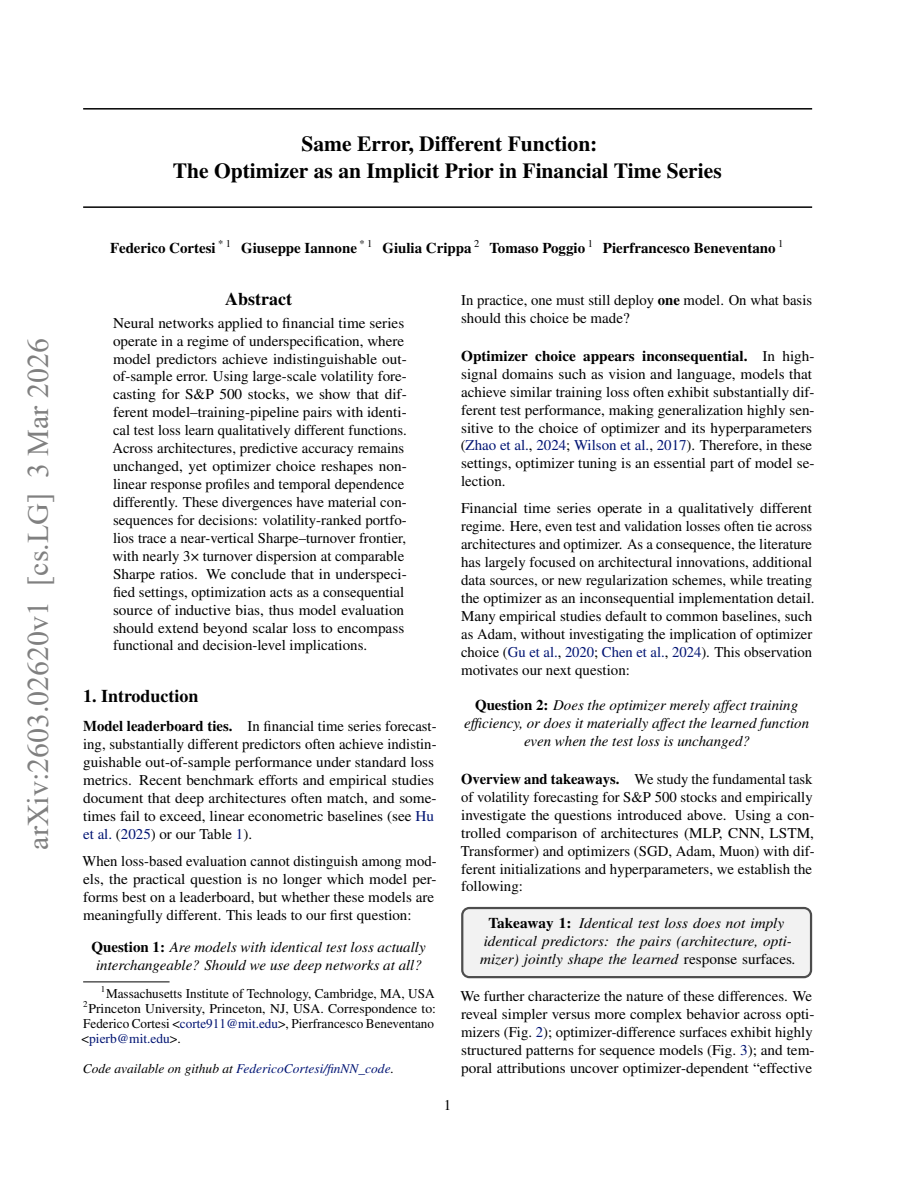 Same Error, Different Function:
The Optimizer as an Implicit Prior in Financial Time Series
Federico Cortesi * 1 Giuseppe Iannone * 1 Giulia Crippa 2 Tomaso Poggio 1 Pierfrancesco Beneventano 1
Abstract
Neural networks applied to financial time series
operate in a regime of underspecification, where
model predictors achieve indistinguishable out-
of-sample error. Using large-scale volatility fore-
casting for S&P 500 stocks, we show that dif-
ferent model–training-pipeline pairs with identi-
cal test loss learn qualitatively different functions.
Across architectures, predictive accuracy remains
unchanged, yet optimizer choice reshapes non-
linear response profiles and temporal dependence
differently. These divergences have material con-
sequences for decisions: volatility-ranked portfo-
lios trace a near-vertical Sharpe–turnover frontier,
with nearly 3× turnover dispersion at comparable
Sharpe ratios. We conclude that in underspeci-
fied settings, optimization acts as a consequential
source of inductive bias, thus model evaluation
should extend beyond scalar loss to encompass
functional and decision-level implications.
1. Introduction
Model leaderboard ties. In financial time series forecast-
ing, substantially different predictors often achieve indistin-
guishable out-of-sample performance under standard loss
metrics. Recent benchmark efforts and empirical studies
document that deep architectures often match, and some-
times fail to exceed, linear econometric baselines (see Hu
et al. (2025) or our Table 1).
When loss-based evaluation cannot distinguish among mod-
els, the practical question is no longer which model per-
forms best on a leaderboard, but whether these models are
meaningfully different. This leads to our first question:
Question 1: Are models with identical test loss actually
interchangeable? Should we use deep networks at all?
1Massachusetts Institute of Technology, Cambridge, MA, USA
2Princeton University, Princeton, NJ, USA. Correspondence to:
Federico Cortesi <corte911@mit.edu>, Pierfrancesco Beneventano
<pierb@mit.edu>.
Code available on github at FedericoCortesi/finNN_code.
In practice, one must still deploy one model. On what basis
should this choice be made?
Optimizer choice appears inconsequential. In high-
signal domains such as vision and language, models that
achieve similar training loss often exhibit substantially dif-
ferent test performance, making generalization highly sen-
sitive to the choice of optimizer and its hyperparameters
(Zhao et al., 2024; Wilson et al., 2017). Therefore, in these
settings, optimizer tuning is an essential part of model se-
lection.
Financial time series operate in a qualitatively different
regime. Here, even test and validation losses often tie across
architectures and optimizer. As a consequence, the literature
has largely focused on architectural innovations, additional
data sources, or new regularization schemes, while treating
the optimizer as an inconsequential implementation detail.
Many empirical studies default to common baselines, such
as Adam, without investigating the implication of optimizer
choice (Gu et al., 2020; Chen et al., 2024). This observation
motivates our next question:
Question 2: Does the optimizer merely affect training
efficiency, or does it materially affect the learned function
even when the test loss is unchanged?
Overview and takeaways. We study the fundamental task
of volatility forecasting for S&P 500 stocks and empirically
investigate the questions introduced above. Using a con-
trolled comparison of architectures (MLP, CNN, LSTM,
Transformer) and optimizers (SGD, Adam, Muon) with dif-
ferent initializations and hyperparameters, we establish the
following:
Takeaway 1: Identical test loss does not imply
identical predictors: the pairs (architecture, opti-
mizer) jointly shape the learned response surfaces.
We further characterize the nature of these differences. We
reveal simpler versus more complex behavior across opti-
mizers (Fig. 2); optimizer-difference surfaces exhibit highly
structured patterns for sequence models (Fig. 3); and tem-
poral attributions uncover optimizer-dependent “effective
1
arXiv:2603.02620v1 [cs.LG] 3 Mar 2026